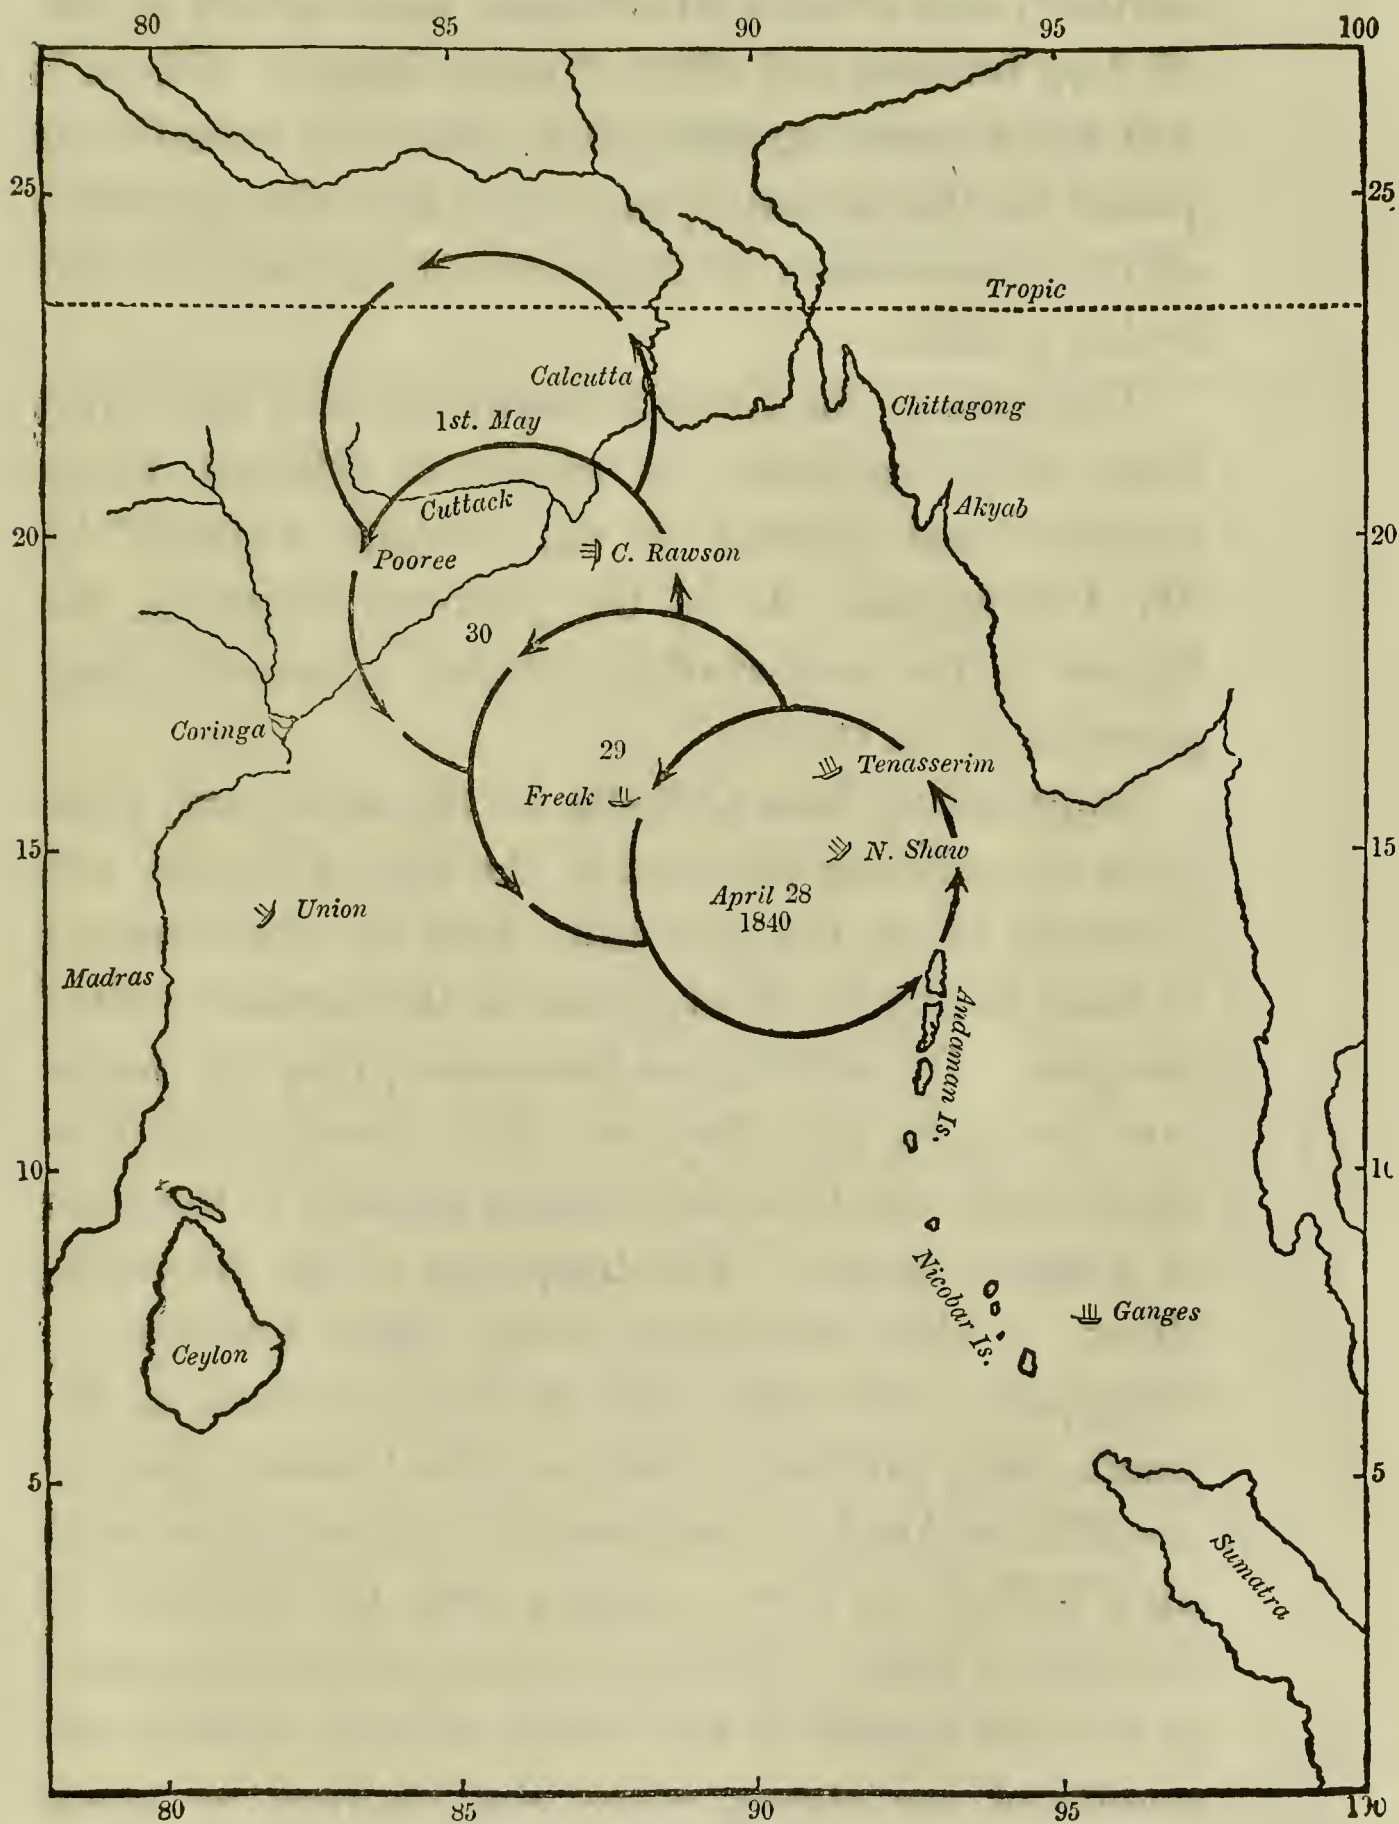 80 85 90 95 100
25 25
Tropic
Calcutta
1st. May
Chittagong
Cuttack
Akyab
20 20
Pooree
C. Rawson
30
Coringa
29
Tenasserim
Freak
15 15
N. Shaw
April 28
1840
Union
Madras
Andaman Is.
10
Nicobar Is.
Ganges
Ceylon
5 5
Sumatra
80 85 90 95